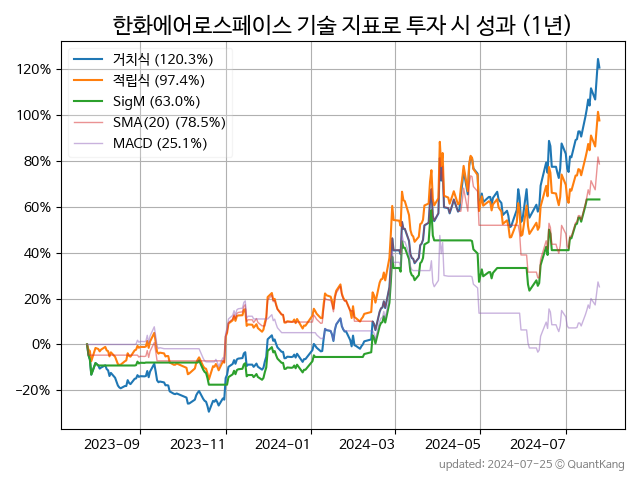 한화에어로스페이스 기술 지표로 투자 시 성과 (1년)
거치식 (120.3%)
적립식 (97.4%)
SigM (63.0%)
SMA(20) (78.5%)
MACD (25.1%)
120%
100%
80%
60%
40%
20%
0%
−20%
2023−09
2023−11
2024−01
2024−03
2024−05
2024−07
updated: 2024-07-25 © QuantKang